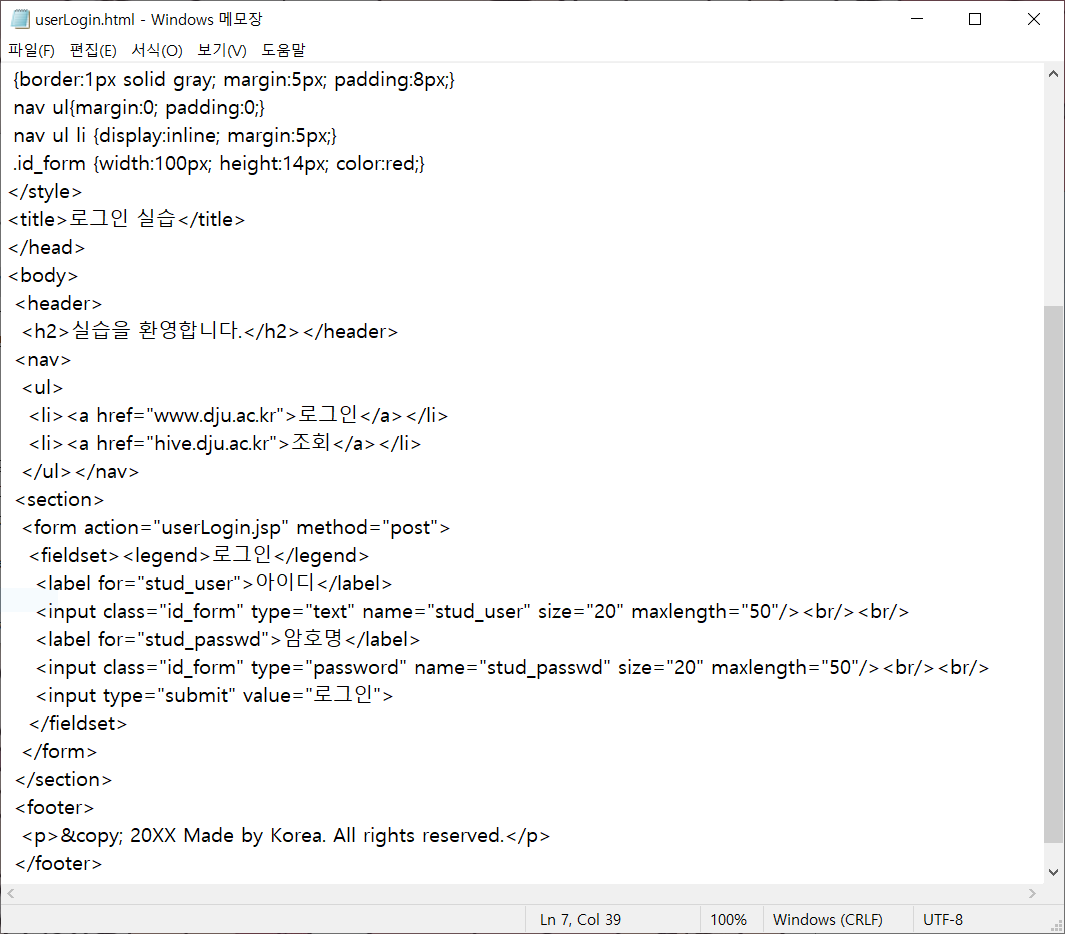 userLogin.html - Windows 메모장
파일(F) 편집(E) 서식(O) 보기(V) 도움말
{border:1px solid gray; margin:5px; padding:8px;}
nav ul{margin:0; padding:0;}
nav ul li {display:inline; margin:5px;}
.id_form {width:100px; height:14px; color:red;}
</style>
<title>로그인 실습</title>
</head>
<body>
<header>
<h2>실습을 환영합니다.</h2></header>
<nav>
<ul>
<li><a href="www.dju.ac.kr">로그인</a></li>
<li><a href="hive.dju.ac.kr">조회</a></li>
</ul></nav>
<section>
<form action="userLogin.jsp" method="post">
<fieldset><legend>로그인</legend>
<label for="stud_user">아이디</label>
<input class="id_form" type="text" name="stud_user" size="20" maxlength="50"/><br/><br/>
<label for="stud_passwd">암호명</label>
<input class="id_form" type="password" name="stud_passwd" size="20" maxlength="50"/><br/><br/>
<input type="submit" value="로그인">
</fieldset>
</form>
</section>
<footer>
<p>&copy; 20XX Made by Korea. All rights reserved.</p>
</footer>
Ln 7, Col 39 100% Windows (CRLF) UTF-8